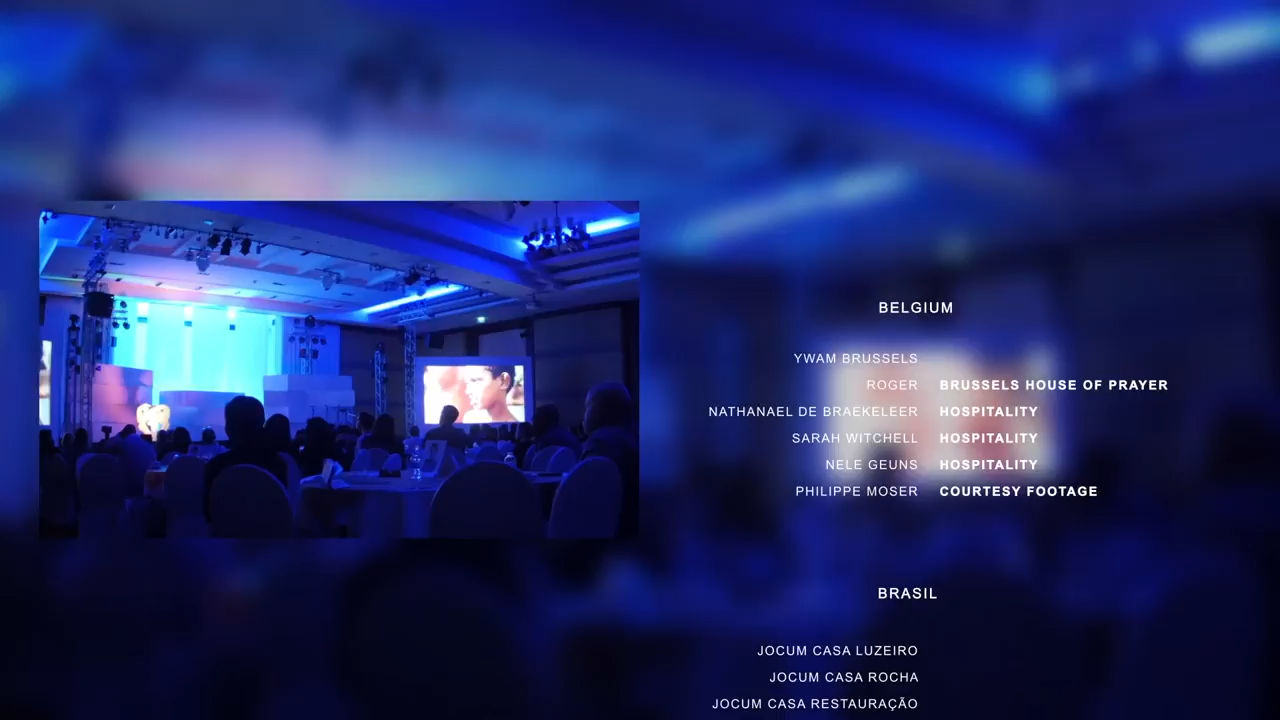 BELGIUM
YWAM BRUSSELS
ROGER BRUSSELS HOUSE OF PRAYER
NATHANAEL DE BRAEKELEER HOSPITALITY
SARAH WITCHELL HOSPITALITY
NELE GEUNS HOSPITALITY
PHILIPPE MOSER COURTESY FOOTAGE
BRASIL
JOCUM CASA LUZEIRO
JOCUM CASA ROCHA
JOCUM CASA RESTAURAÇÃO